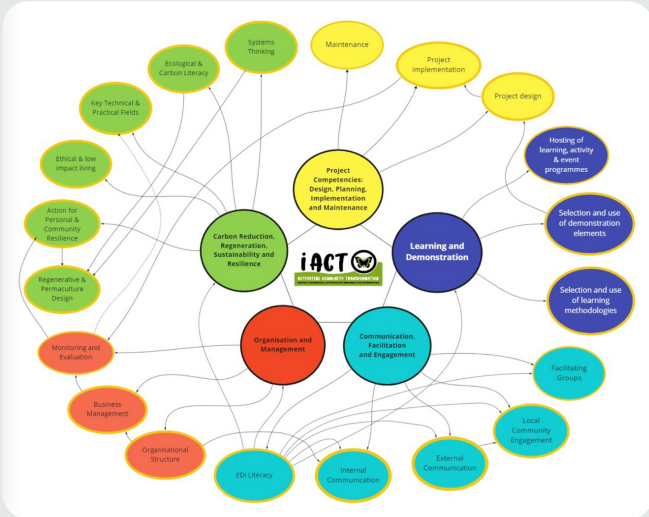 Systems
Thinking
Maintenance
Project
implementation
Ecological &
Carbon Literacy
Project design
Key Technical &
Practical Fields
Hosting of
learning, activity
& event
programmes
Ethical & low
impact living
Project
Competencies:
Design, Planning,
Implementation
and Maintenance
Action for
Personal &
Community
Resilience
Selection and use
of demonstration
elements
Carbon Reduction,
Regeneration,
Sustainability and
Resilience
Learning and
Demonstration
iACT
ACTIVATING COMMUNITY TRANSFORMATION
Regenerative &
Permaculture
Design
Selection and use
of learning
methodologies
Organisation and
Management
Communication,
Facilitation
and Engagement
Monitoring and
Evaluation
Facilitating
Groups
Business
Management
Local
Community
Engagement
Organisational
Structure
EDI Literacy
Internal
Communication
External
Communication